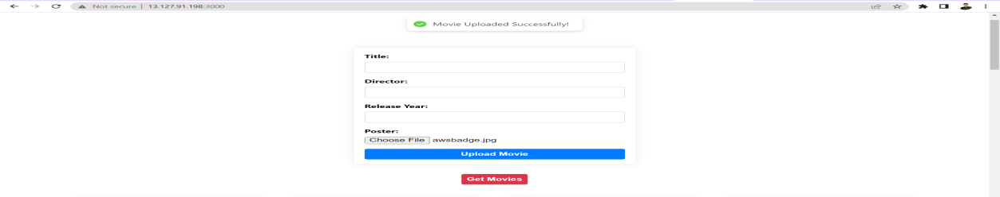 Not secure | 13.127.91.198:3000
Movie Uploaded Successfully!
Title:
Director:
Release Year:
Poster:
Choose File awsbadge.jpg
Upload Movie
Get Movies